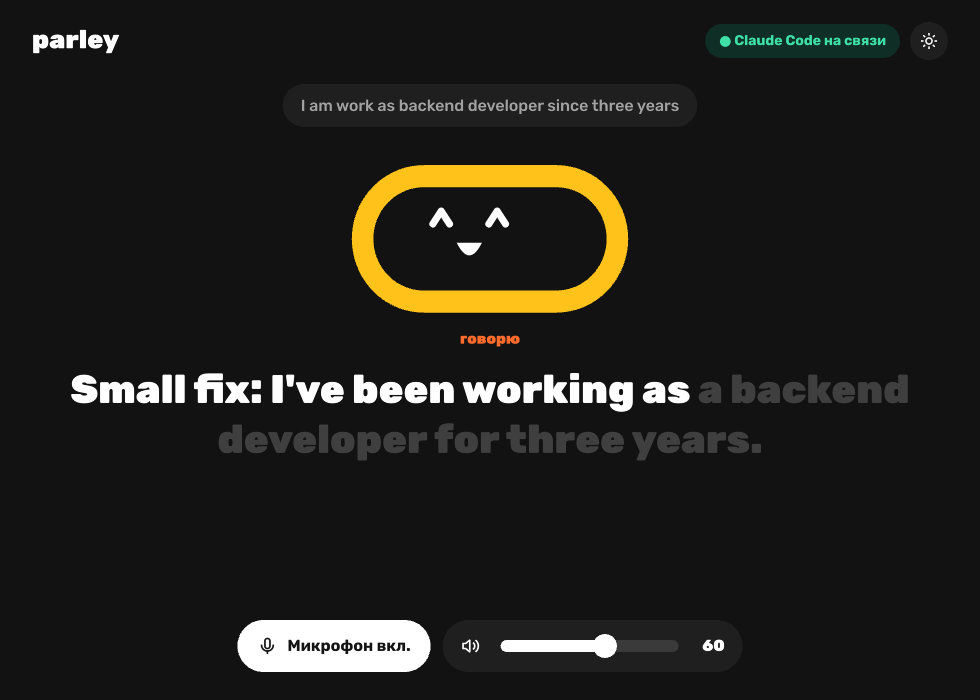 parley
Claude Code на связи
I am work as backend developer since three years
говорю
Small fix: I've been working as a backend
developer for three years.
Микрофон вкл.
60